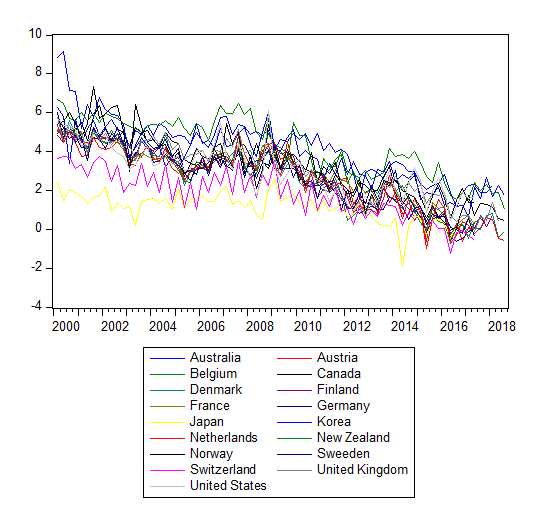 10
8
6
4
2
0
-2
-4
2000 2002 2004 2006 2008 2010 2012 2014 2016 2018
Australia Austria
Belgium Canada
Denmark Finland
France Germany
Japan Korea
Netherlands New Zealand
Norway Sweeden
Switzerland United Kingdom
United States